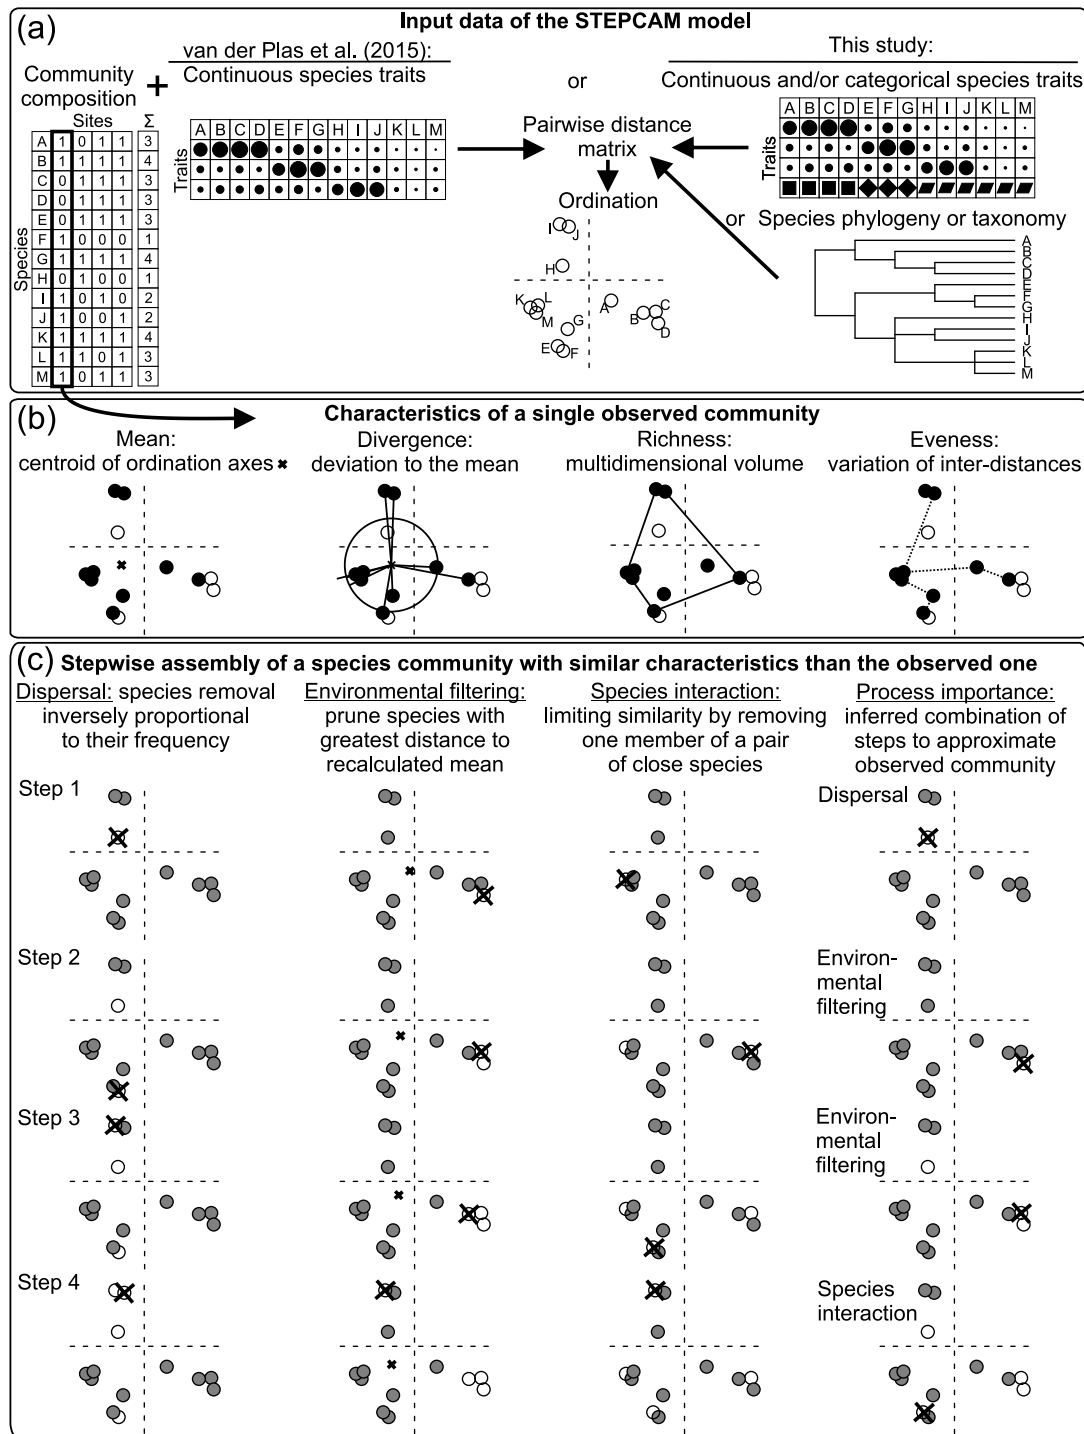 (a)
Input data of the STEPCAM model
van der Plas et al. (2015):
Continuous species traits
or
This study:
Continuous and/or categorical species traits
Community
composition
+
Sites Σ
Species
A 1 0 1 1 3
B 1 1 1 1 4
C 0 1 1 1 3
D 0 1 1 1 3
E 0 1 1 1 3
F 1 0 0 0 1
G 1 1 1 1 4
H 0 1 0 0 1
I 1 0 1 0 2
J 1 0 0 1 2
K 1 1 1 1 4
L 1 1 0 1 3
M 1 0 1 1 3
A B C D E F G H I J K L M
Traits
Pairwise distance
matrix
Ordination
I J
H
K L
M
G
E F
A
B C
D
A B C D E F G H I J K L M
Traits
or Species phylogeny or taxonomy
A
B
C
D
E
F
G
H
I
J
K
L
M
(b)
Characteristics of a single observed community
Mean:
centroid of ordination axes ×
Divergence:
deviation to the mean
Richness:
multidimensional volume
Eveness:
variation of inter-distances
(c)
Stepwise assembly of a species community with similar characteristics than the observed one
Dispersal: species removal
inversely proportional
to their frequency
Environmental filtering:
prune species with
greatest distance to
recalculated mean
Species interaction:
limiting similarity by removing
one member of a pair
of close species
Process importance:
inferred combination of
steps to approximate
observed community
Step 1
Dispersal
Step 2
Environ-
mental
filtering
Step 3
Environ-
mental
filtering
Step 4
Species
interaction